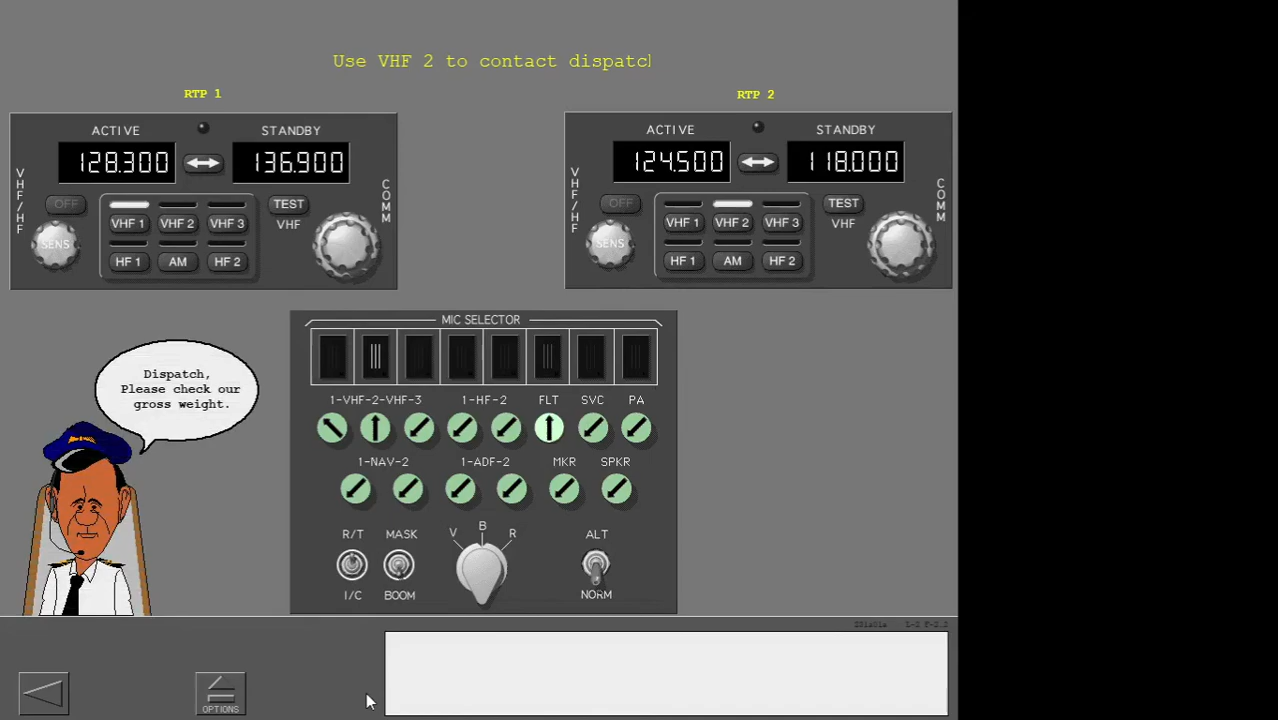 Use VHF 2 to contact dispatch
RTP 1
RTP 2
ACTIVE
STANDBY
128.300
136.900
VHF/HF
COMM
OFF
TEST
VHF 1
VHF 2
VHF 3
VHF
SENS
HF 1
AM
HF 2
ACTIVE
STANDBY
124.500
118.000
VHF/HF
COMM
OFF
TEST
VHF 1
VHF 2
VHF 3
VHF
SENS
HF 1
AM
HF 2
MIC SELECTOR
Dispatch,
Please check our
gross weight.
1-VHF-2-VHF-3
1-HF-2
FLT
SVC
PA
1-NAV-2
1-ADF-2
MKR
SPKR
R/T
MASK
V
B
R
ALT
I/C
BOOM
NORM
OPTIONS